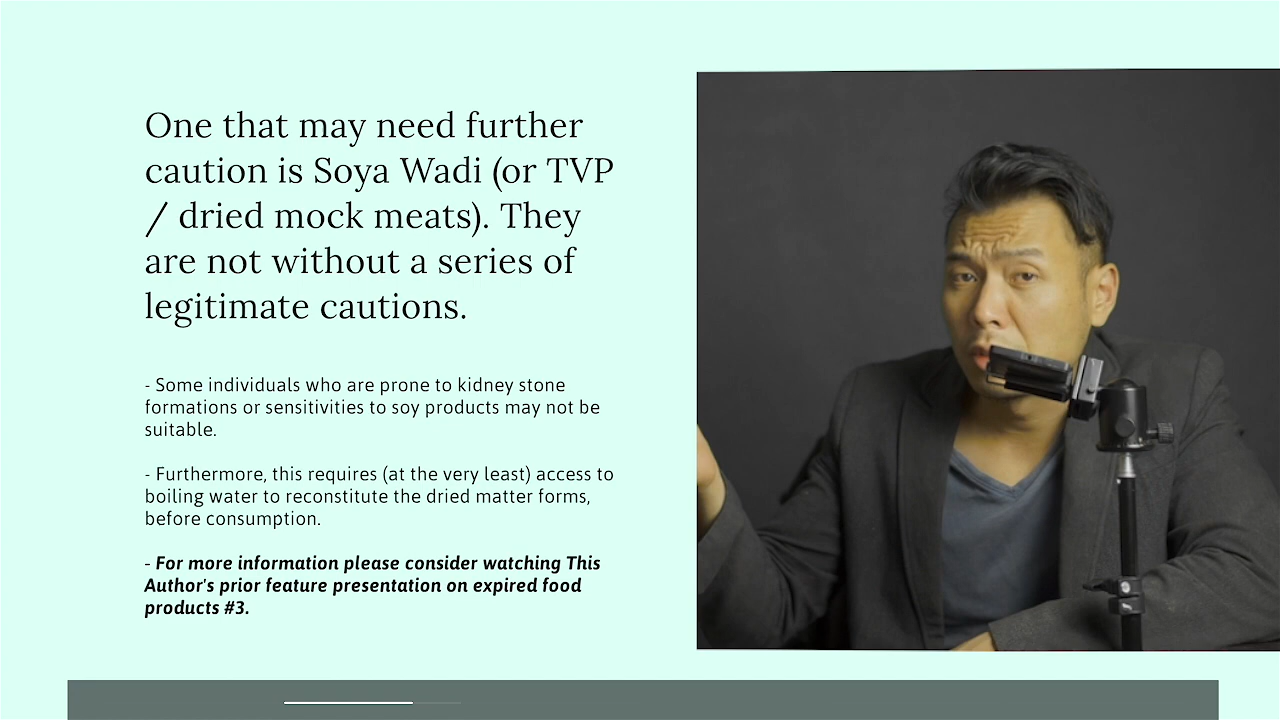 One that may need further
caution is Soya Wadi (or TVP
/ dried mock meats). They
are not without a series of
legitimate cautions.
- Some individuals who are prone to kidney stone
formations or sensitivities to soy products may not be
suitable.
- Furthermore, this requires (at the very least) access to
boiling water to reconstitute the dried matter forms,
before consumption.
- For more information please consider watching This
Author's prior feature presentation on expired food
products #3.